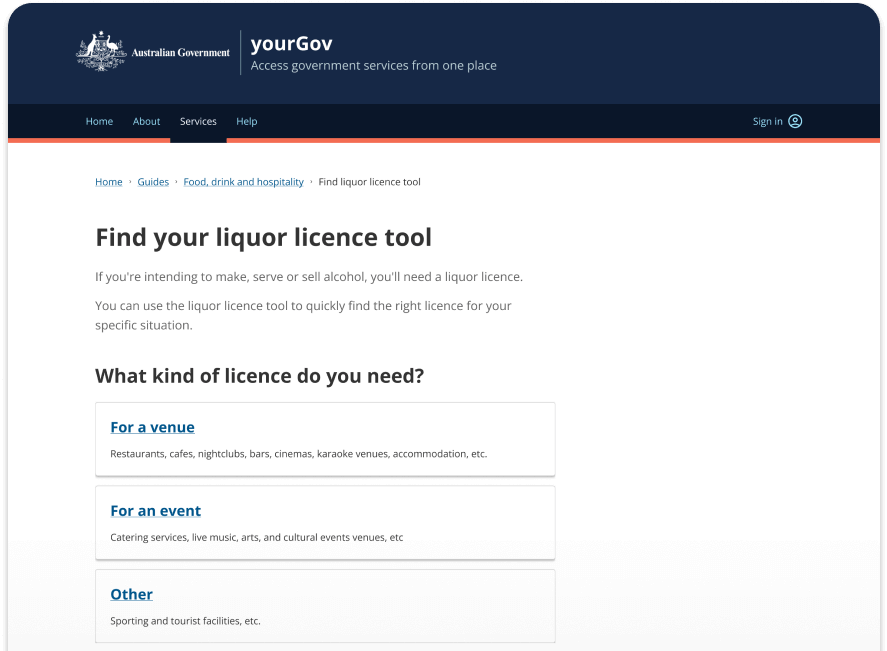 Australian Government
yourGov
Access government services from one place
Home About Services Help Sign in
Home › Guides › Food, drink and hospitality › Find liquor licence tool
Find your liquor licence tool
If you're intending to make, serve or sell alcohol, you'll need a liquor licence.
You can use the liquor licence tool to quickly find the right licence for your
specific situation.
What kind of licence do you need?
For a venue
Restaurants, cafes, nightclubs, bars, cinemas, karaoke venues, accommodation, etc.
For an event
Catering services, live music, arts, and cultural events venues, etc
Other
Sporting and tourist facilities, etc.